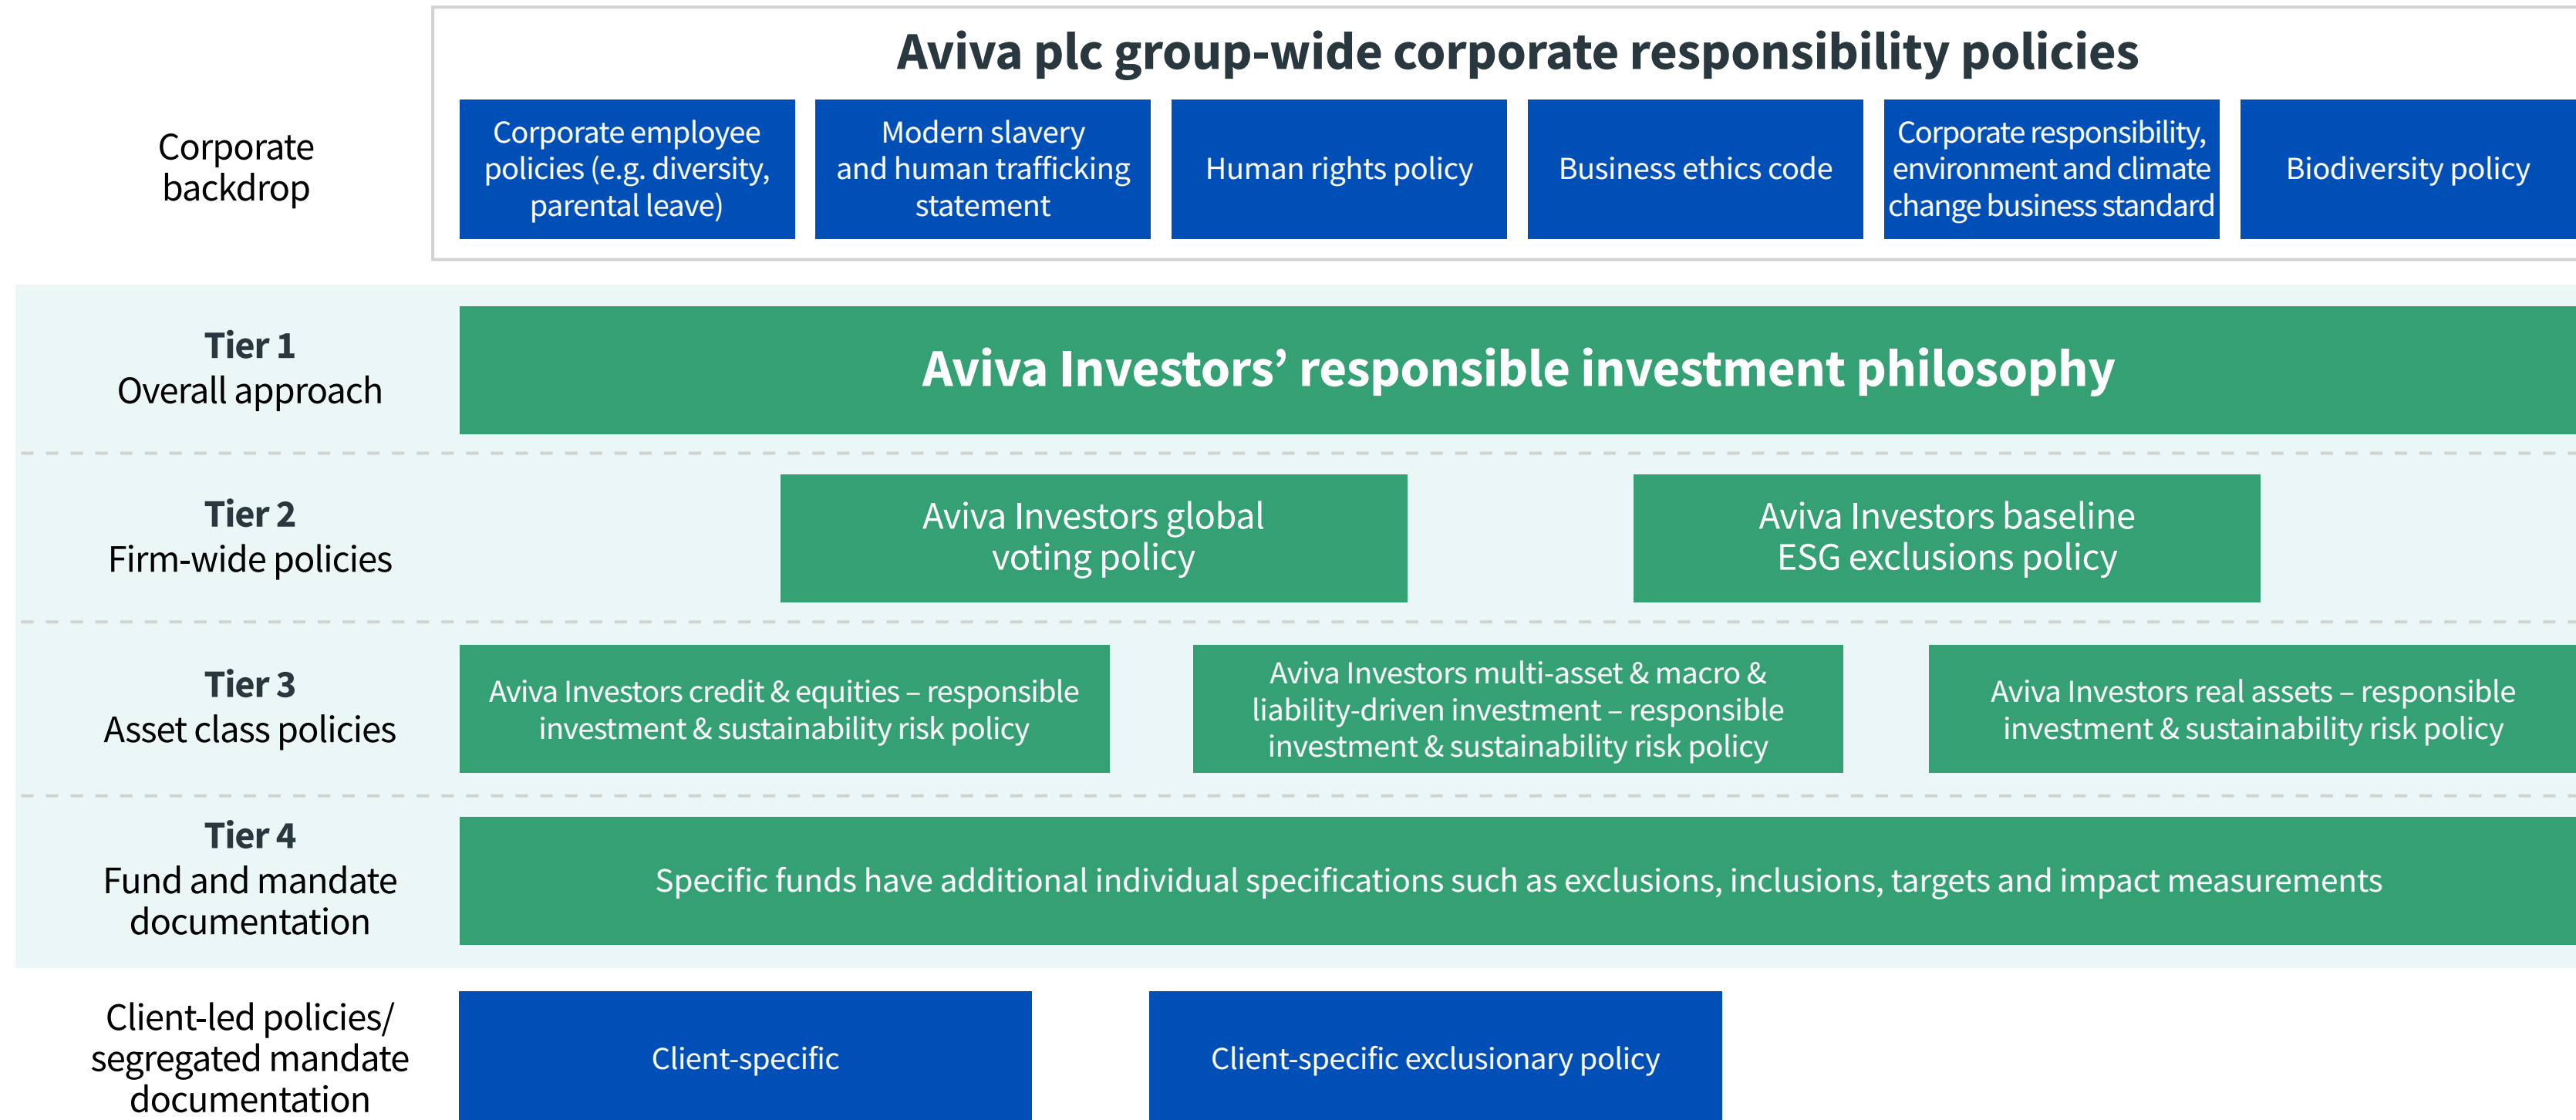 Aviva plc group-wide corporate responsibility policies
Corporate
backdrop
Corporate employee
policies (e.g. diversity,
parental leave)
Modern slavery
and human trafficking
statement
Human rights policy
Business ethics code
Corporate responsibility,
environment and climate
change business standard
Biodiversity policy
Tier 1
Overall approach
Aviva Investors’ responsible investment philosophy
Tier 2
Firm-wide policies
Aviva Investors global
voting policy
Aviva Investors baseline
ESG exclusions policy
Tier 3
Asset class policies
Aviva Investors credit & equities – responsible
investment & sustainability risk policy
Aviva Investors multi-asset & macro &
liability-driven investment – responsible
investment & sustainability risk policy
Aviva Investors real assets – responsible
investment & sustainability risk policy
Tier 4
Fund and mandate
documentation
Specific funds have additional individual specifications such as exclusions, inclusions, targets and impact measurements
Client-led policies/
segregated mandate
documentation
Client-specific
Client-specific exclusionary policy